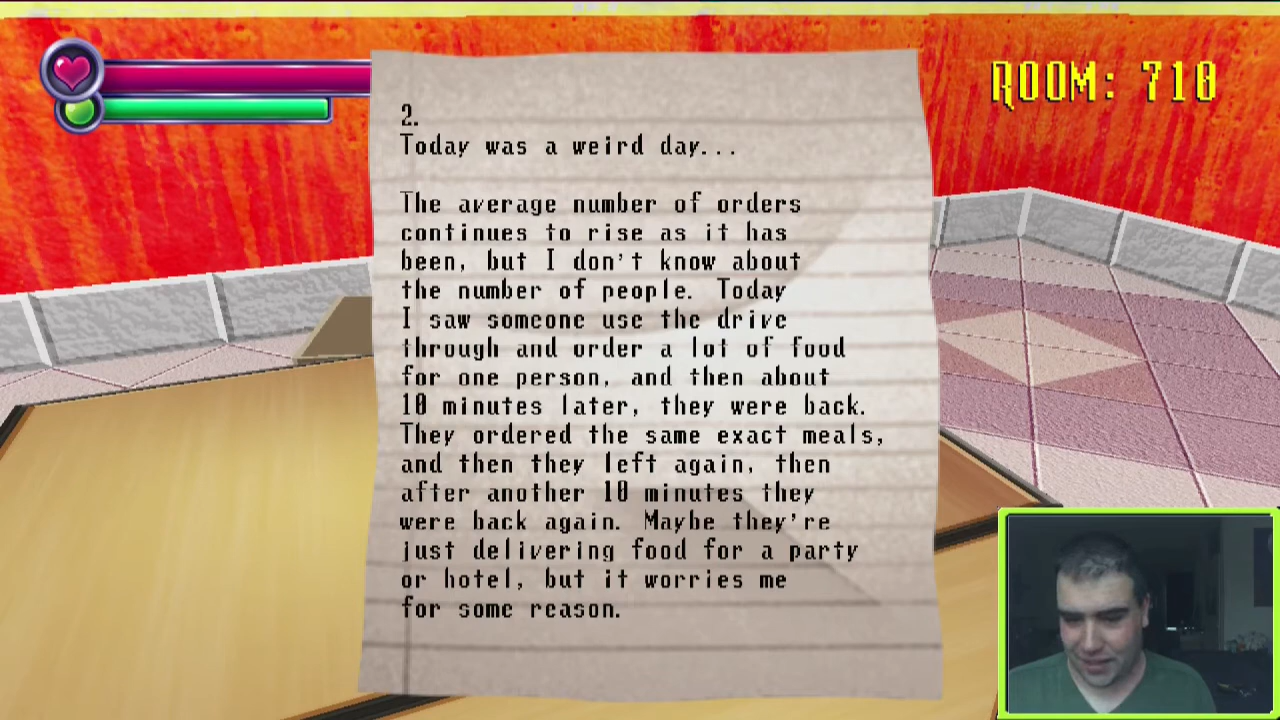 ROOM: 710
2.
Today was a weird day...
The average number of orders
continues to rise as it has
been, but I don't know about
the number of people. Today
I saw someone use the drive
through and order a lot of food
for one person, and then about
10 minutes later, they were back.
They ordered the same exact meals,
and then they left again, then
after another 10 minutes they
were back again. Maybe they're
just delivering food for a party
or hotel, but it worries me
for some reason.